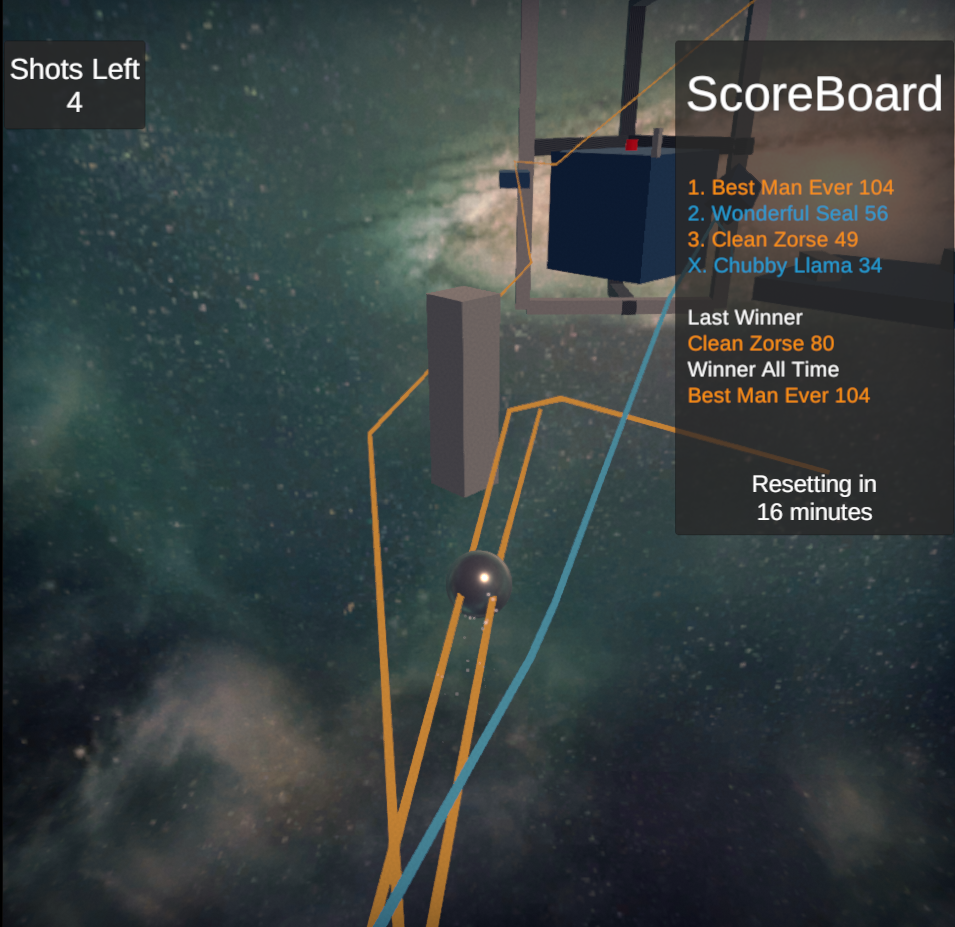 Shots Left
4
ScoreBoard
1. Best Man Ever 104
2. Wonderful Seal 56
3. Clean Zorse 49
X. Chubby Llama 34
Last Winner
Clean Zorse 80
Winner All Time
Best Man Ever 104
Resetting in
16 minutes